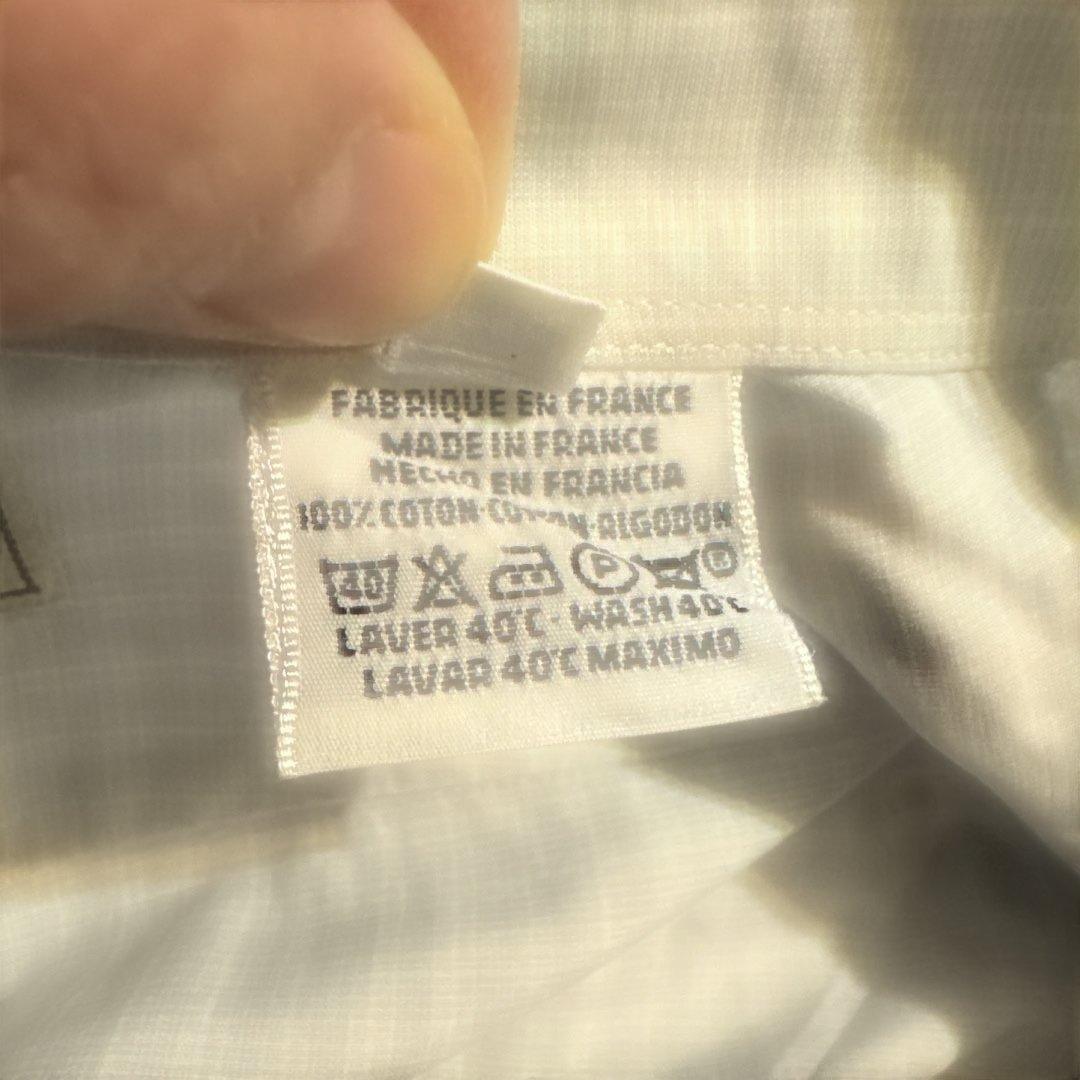 FABRIQUE EN FRANCE
MADE IN FRANCE
HECHO EN FRANCIA
100% COTON-COTTON-ALGODON
40 P
LAVER 40°C - WASH 40°C
LAVAR 40°C MAXIMO